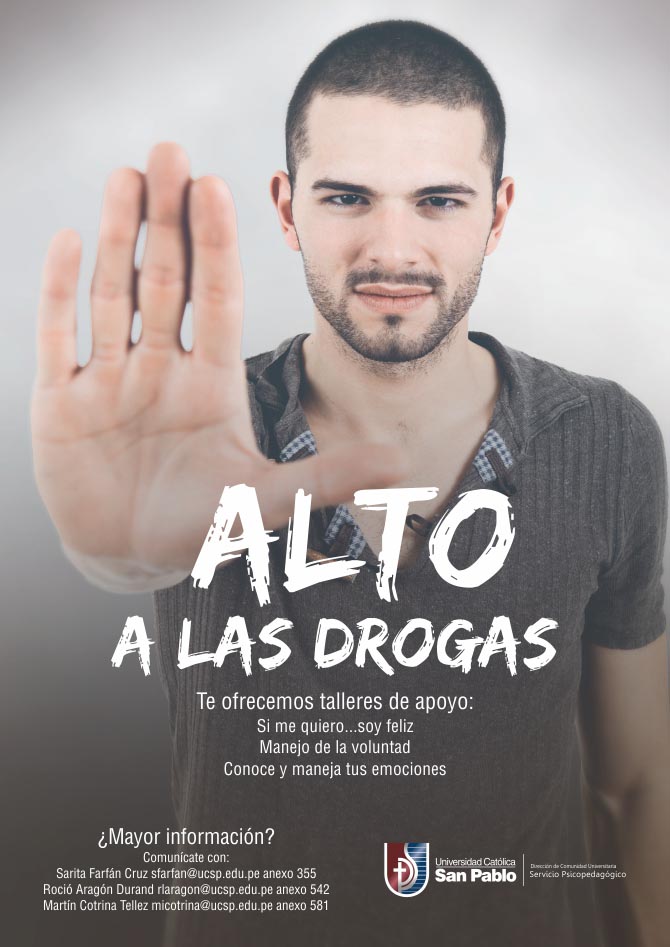 ALTO
A LAS DROGAS
Te ofrecemos talleres de apoyo:
Si me quiero...soy feliz
Manejo de la voluntad
Conoce y maneja tus emociones
¿Mayor información?
Comunícate con:
Sarita Farfán Cruz sfarfan@ucsp.edu.pe anexo 355
Roció Aragón Durand rlaragon@ucsp.edu.pe anexo 542
Martín Cotrina Tellez micotrina@ucsp.edu.pe anexo 581
Universidad Católica
San Pablo
Dirección de Comunidad Universitaria
Servicio Psicopedagógico